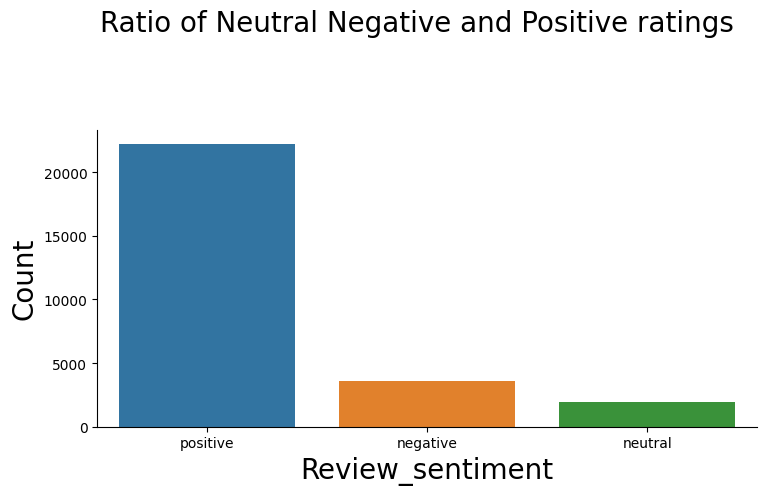 Ratio of Neutral Negative and Positive ratings
20000
15000
10000
5000
0
Count
positive negative neutral
Review_sentiment